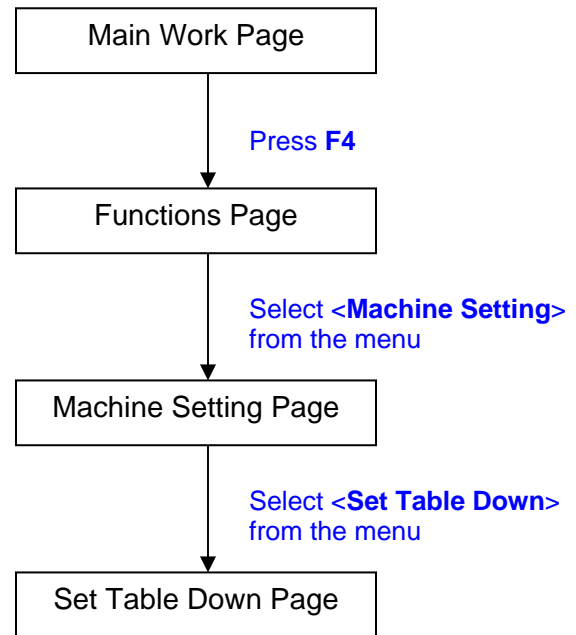 Main Work Page
Press F4
Functions Page
Select <Machine Setting>
from the menu
Machine Setting Page
Select <Set Table Down>
from the menu
Set Table Down Page